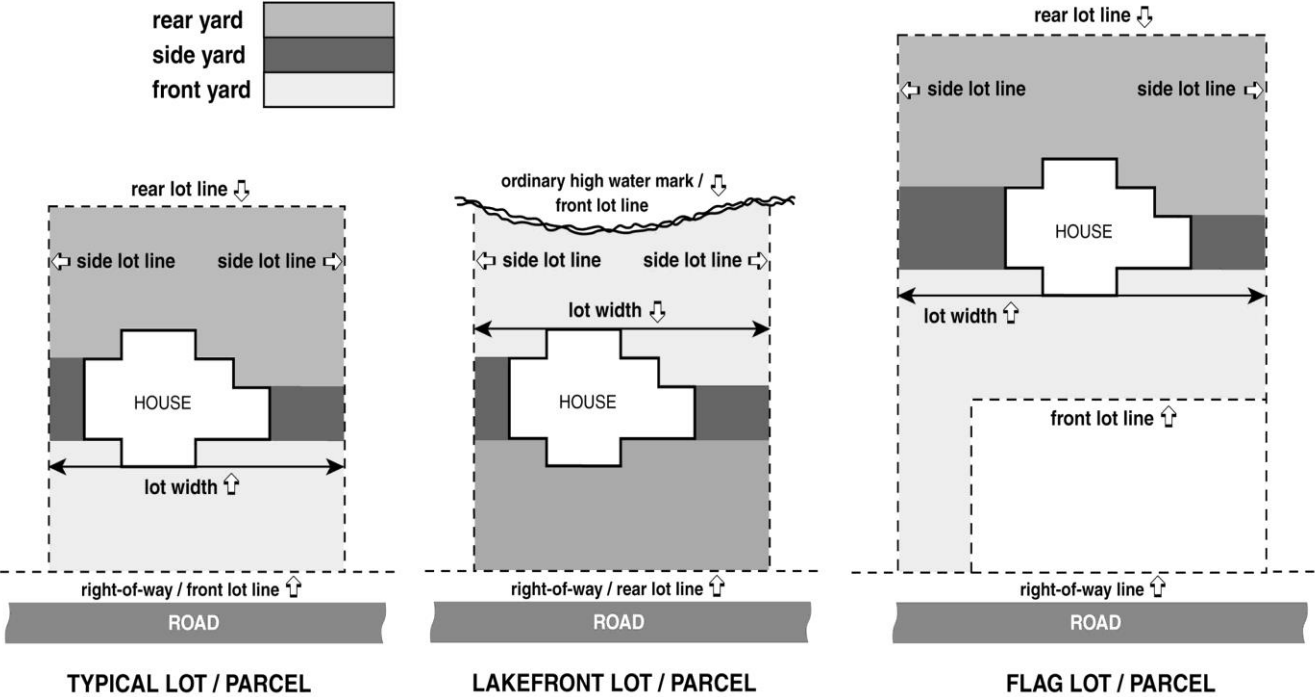 rear yard
side yard
front yard
rear lot line
side lot line
side lot line
HOUSE
lot width
right-of-way / front lot line
ROAD
TYPICAL LOT / PARCEL
ordinary high water mark /
front lot line
side lot line
side lot line
lot width
HOUSE
right-of-way / rear lot line
ROAD
LAKEFRONT LOT / PARCEL
rear lot line
side lot line
side lot line
HOUSE
lot width
front lot line
right-of-way line
ROAD
FLAG LOT / PARCEL